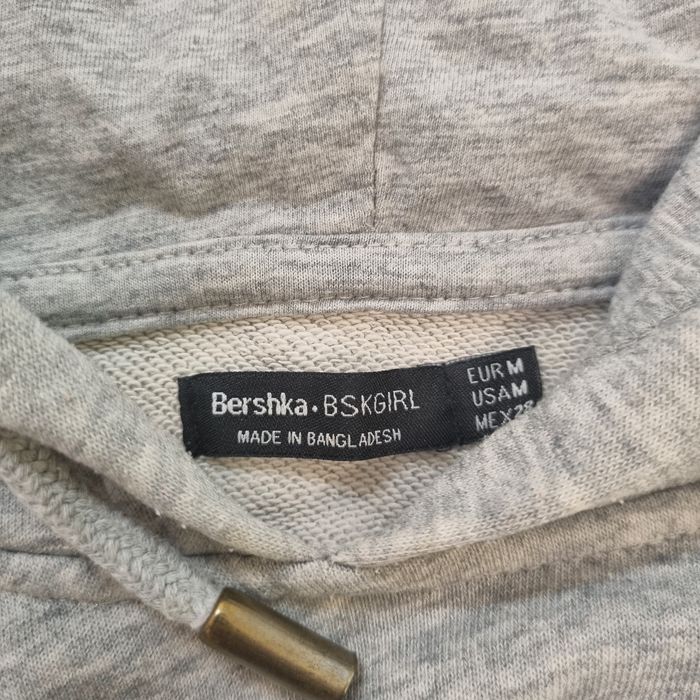 Bershka • BSKGIRL
MADE IN BANGLADESH
EUR M
USA M
MEX 28